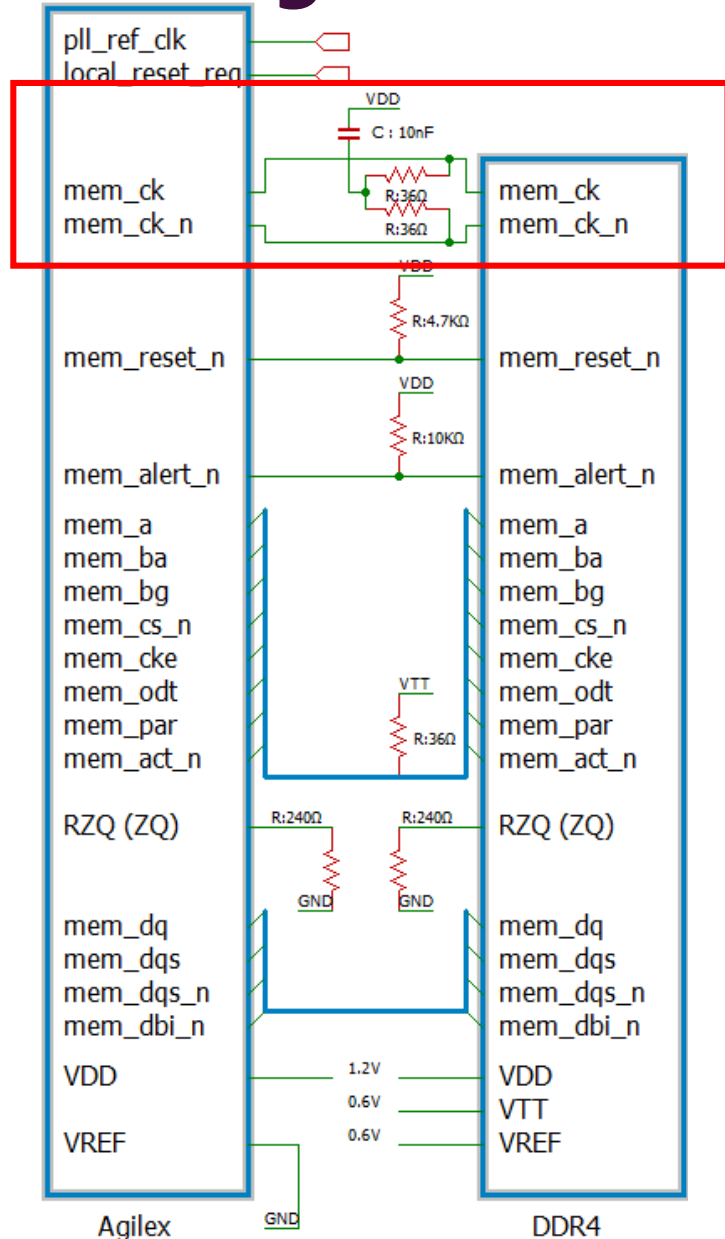 pll_ref_clk
local_reset_req
VDD
C : 10nF
mem_ck
R:36Ω
mem_ck
mem_ck_n
R:36Ω
mem_ck_n
VDD
R:4.7KΩ
mem_reset_n
mem_reset_n
VDD
R:10KΩ
mem_alert_n
mem_alert_n
mem_a
mem_a
mem_ba
mem_ba
mem_bg
mem_bg
mem_cs_n
mem_cs_n
mem_cke
mem_cke
mem_odt
VTT
mem_odt
mem_par
R:36Ω
mem_par
mem_act_n
mem_act_n
RZQ (ZQ)
R:240Ω
R:240Ω
RZQ (ZQ)
GND
GND
mem_dq
mem_dq
mem_dqs
mem_dqs
mem_dqs_n
mem_dqs_n
mem_dbi_n
mem_dbi_n
VDD
1.2V
VDD
0.6V
VTT
VREF
0.6V
VREF
Agilex
GND
DDR4